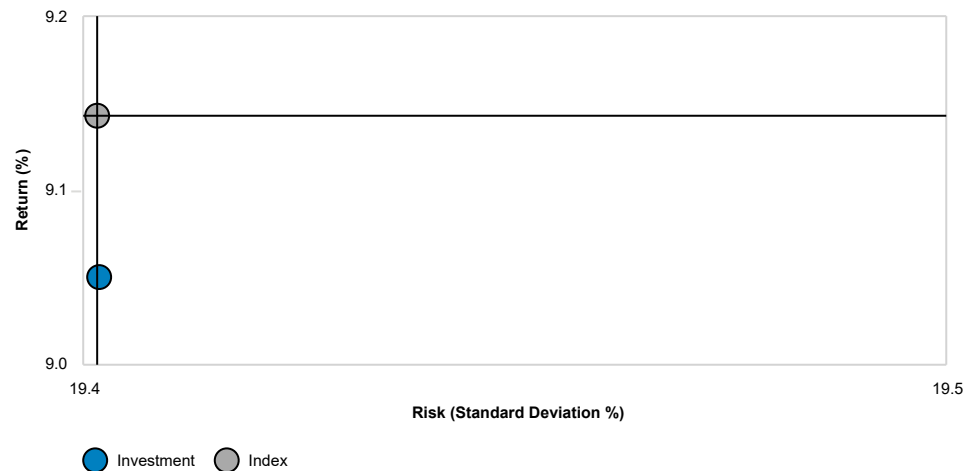 9.2
Return (%)
9.1
9.0
19.4
19.5
Risk (Standard Deviation %)
Investment
Index